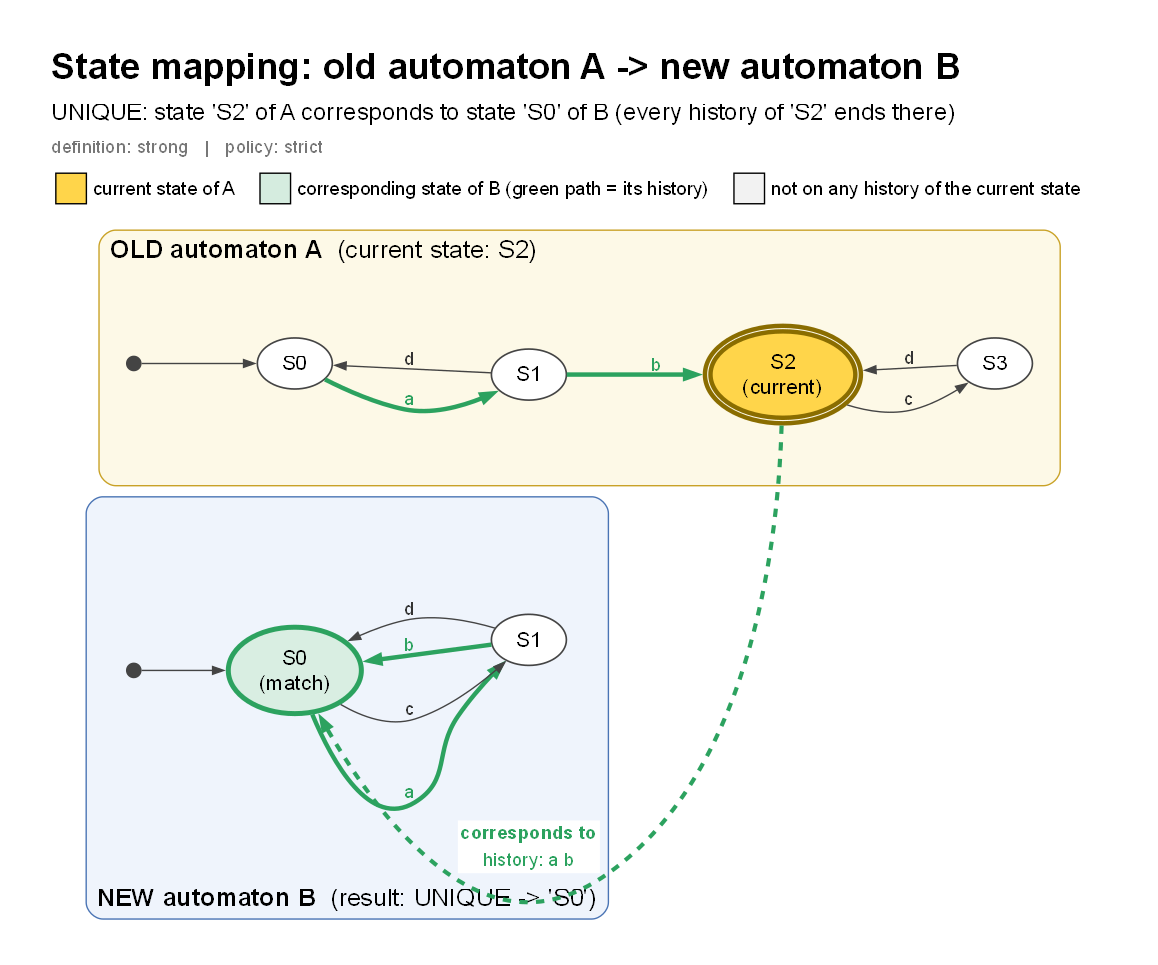 State mapping: old automaton A -> new automaton B
UNIQUE: state 'S2' of A corresponds to state 'S0' of B (every history of 'S2' ends there)
definition: strong | policy: strict
current state of A
corresponding state of B (green path = its history)
not on any history of the current state
OLD automaton A (current state: S2)
S0
d
a
S1
b
S2
(current)
d
c
S3
d
S0
(match)
b
S1
c
a
corresponds to
history: a b
NEW automaton B (result: UNIQUE -> 'S0')